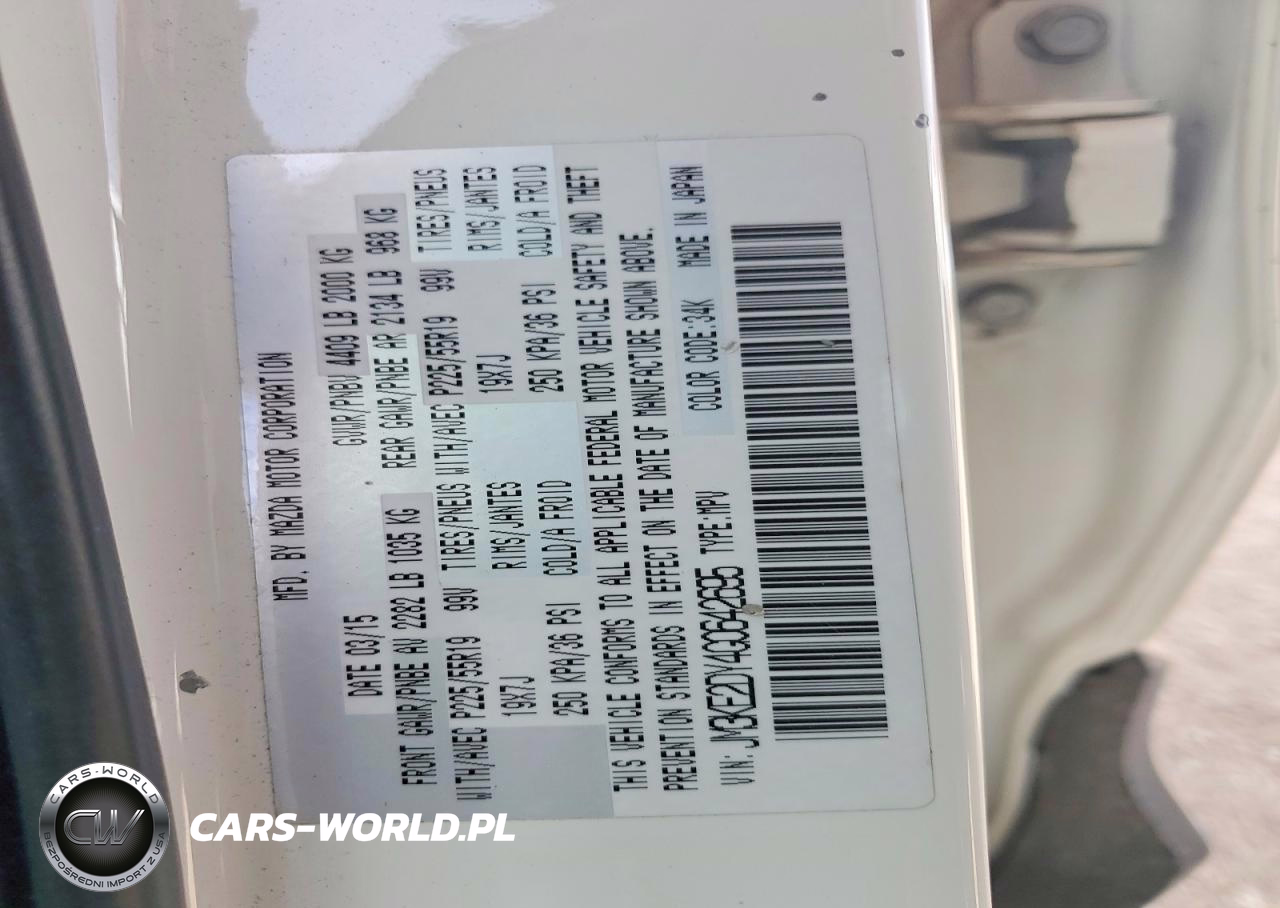 MFD. BY MAZDA MOTOR CORPORATION
DATE 03/15 GVWR/PNBV 4409 LB 2000 KG
FRONT GAWR/PNBE AV 2282 LB 1035 KG REAR GAWR/PNBE AR 2134 LB 968 KG
WITH/AVEC P225/55R19 99V TIRES/PNEUS WITH/AVEC P225/55R19 99V TIRES/PNEUS
19X7J RIMS/JANTES 19X7J RIMS/JANTES
250 KPA/36 PSI COLD/A FROID 250 KPA/36 PSI COLD/A FROID
THIS VEHICLE CONFORMS TO ALL APPLICABLE FEDERAL MOTOR VEHICLE SAFETY AND THEFT
PREVENTION STANDARDS IN EFFECT ON THE DATE OF MANUFACTURE SHOWN ABOVE.
VIN: JM3KE2DY4G0642695 TYPE:MPV COLOR CODE:34K MADE IN JAPAN
CARS-WORLD
CW
BEZPOŚREDNI IMPORT Z USA
CARS-WORLD.PL